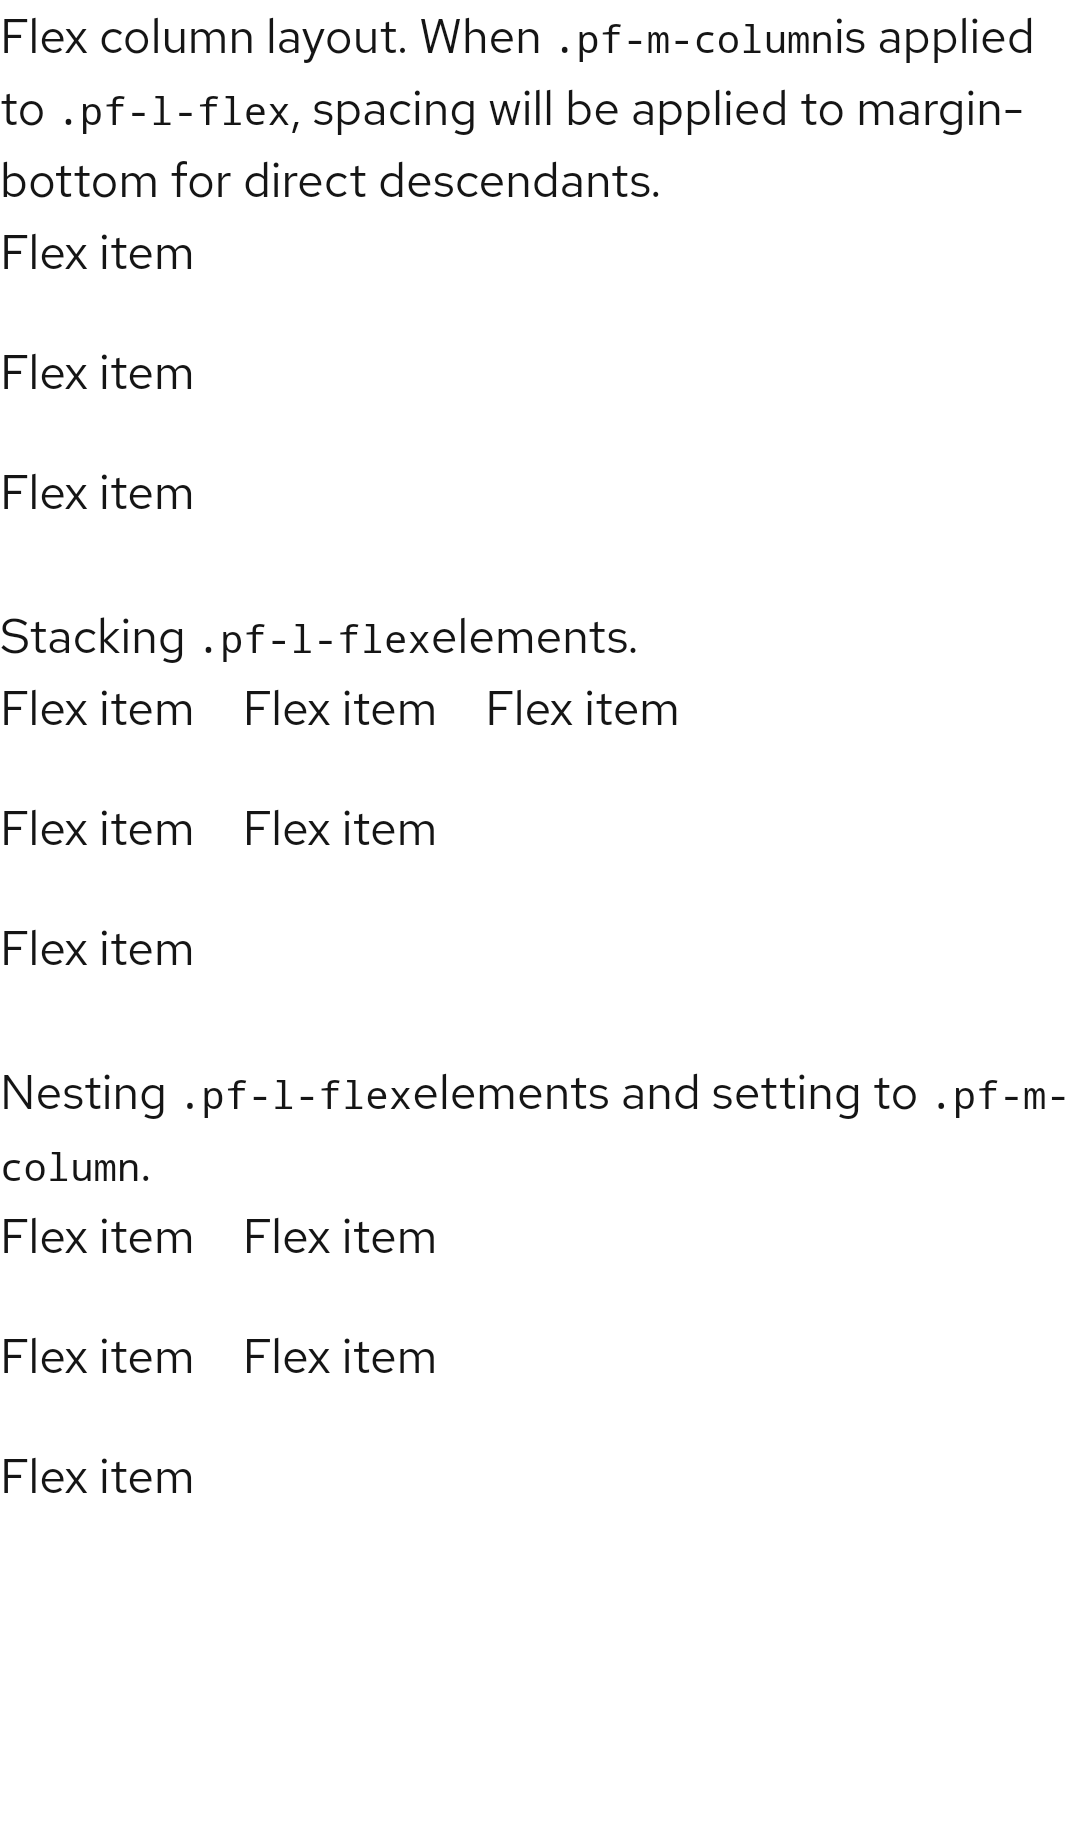 Flex column layout. When .pf-m-columnis applied
to .pf-l-flex, spacing will be applied to margin-
bottom for direct descendants.
Flex item
Flex item
Flex item
Stacking .pf-l-flexelements.
Flex item Flex item Flex item
Flex item Flex item
Flex item
Nesting .pf-l-flexelements and setting to .pf-m-
column.
Flex item Flex item
Flex item Flex item
Flex item